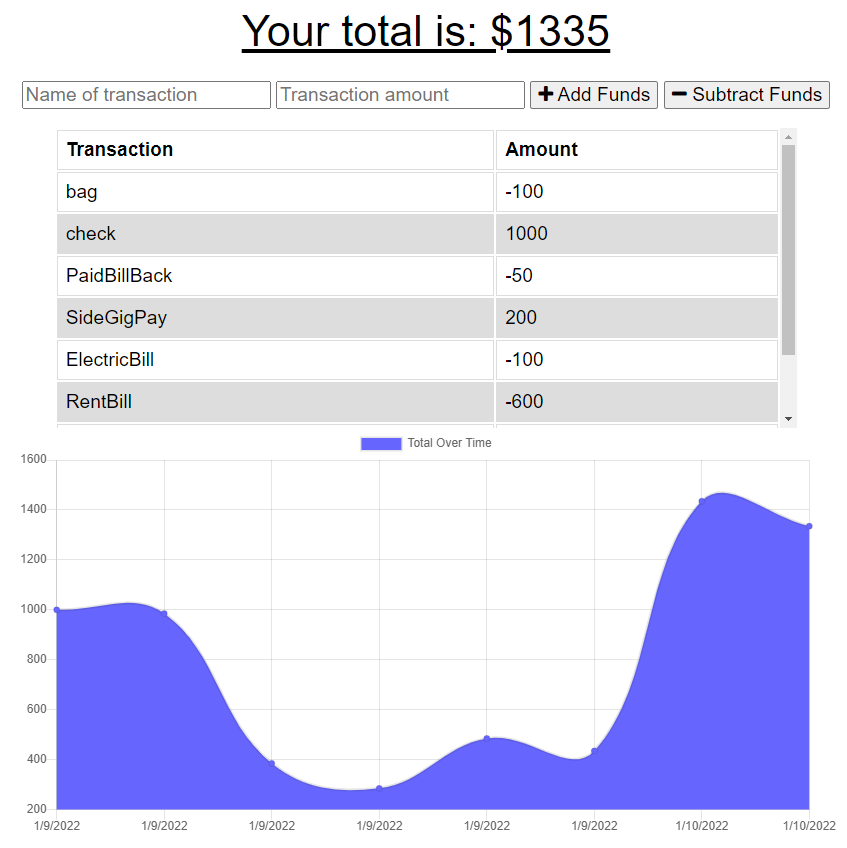 Your total is: $1335
Name of transaction Transaction amount Add Funds Subtract Funds
Transaction Amount
bag -100
check 1000
PaidBillBack -50
SideGigPay 200
ElectricBill -100
RentBill -600
Total Over Time
1600
1400
1200
1000
800
600
400
200
1/9/2022 1/9/2022 1/9/2022 1/9/2022 1/9/2022 1/9/2022 1/10/2022 1/10/2022